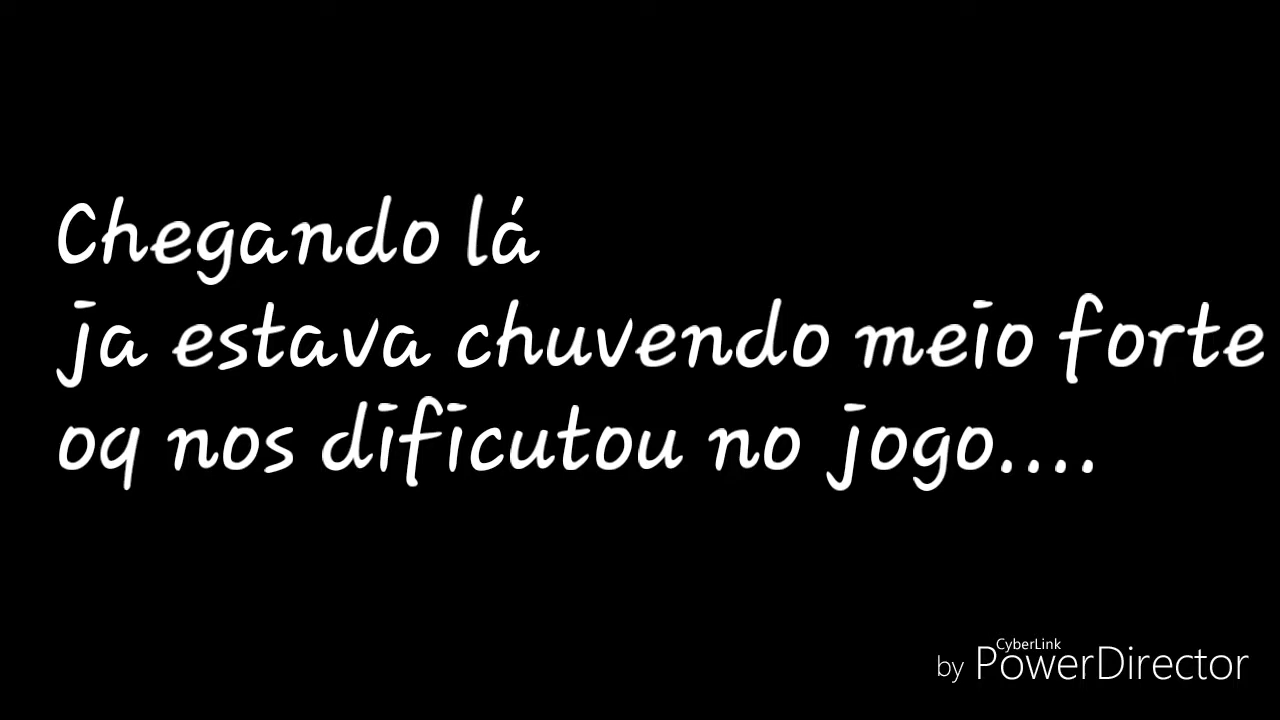 Chegando lá
ja estava chuvendo meio forte
oq nos dificutou no jogo....
CyberLink
by PowerDirector